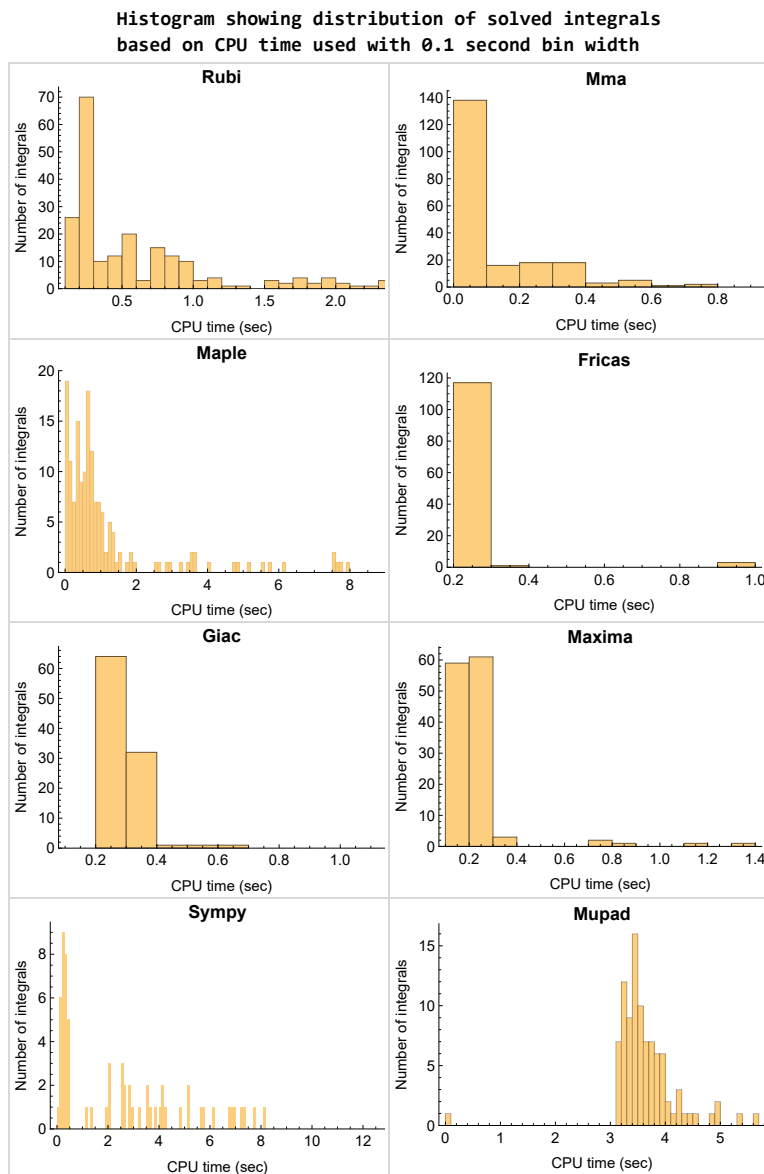 Histogram showing distribution of solved integrals
based on CPU time used with 0.1 second bin width
Rubi
Number of integrals
70
60
50
40
30
20
10
0
0.5 1.0 1.5 2.0
CPU time (sec)
Mma
Number of integrals
140
120
100
80
60
40
20
0
0.0 0.2 0.4 0.6 0.8
CPU time (sec)
Maple
Number of integrals
20
15
10
5
0
0 2 4 6 8
CPU time (sec)
Fricas
Number of integrals
120
100
80
60
40
20
0
0.2 0.4 0.6 0.8 1.0
CPU time (sec)
Giac
Number of integrals
60
50
40
30
20
10
0
0.2 0.4 0.6 0.8 1.0
CPU time (sec)
Maxima
Number of integrals
60
50
40
30
20
10
0
0.2 0.4 0.6 0.8 1.0 1.2 1.4
CPU time (sec)
Sympy
Number of integrals
8
6
4
2
0
0 2 4 6 8 10 12
CPU time (sec)
Mupad
Number of integrals
15
10
5
0
0 1 2 3 4 5
CPU time (sec)